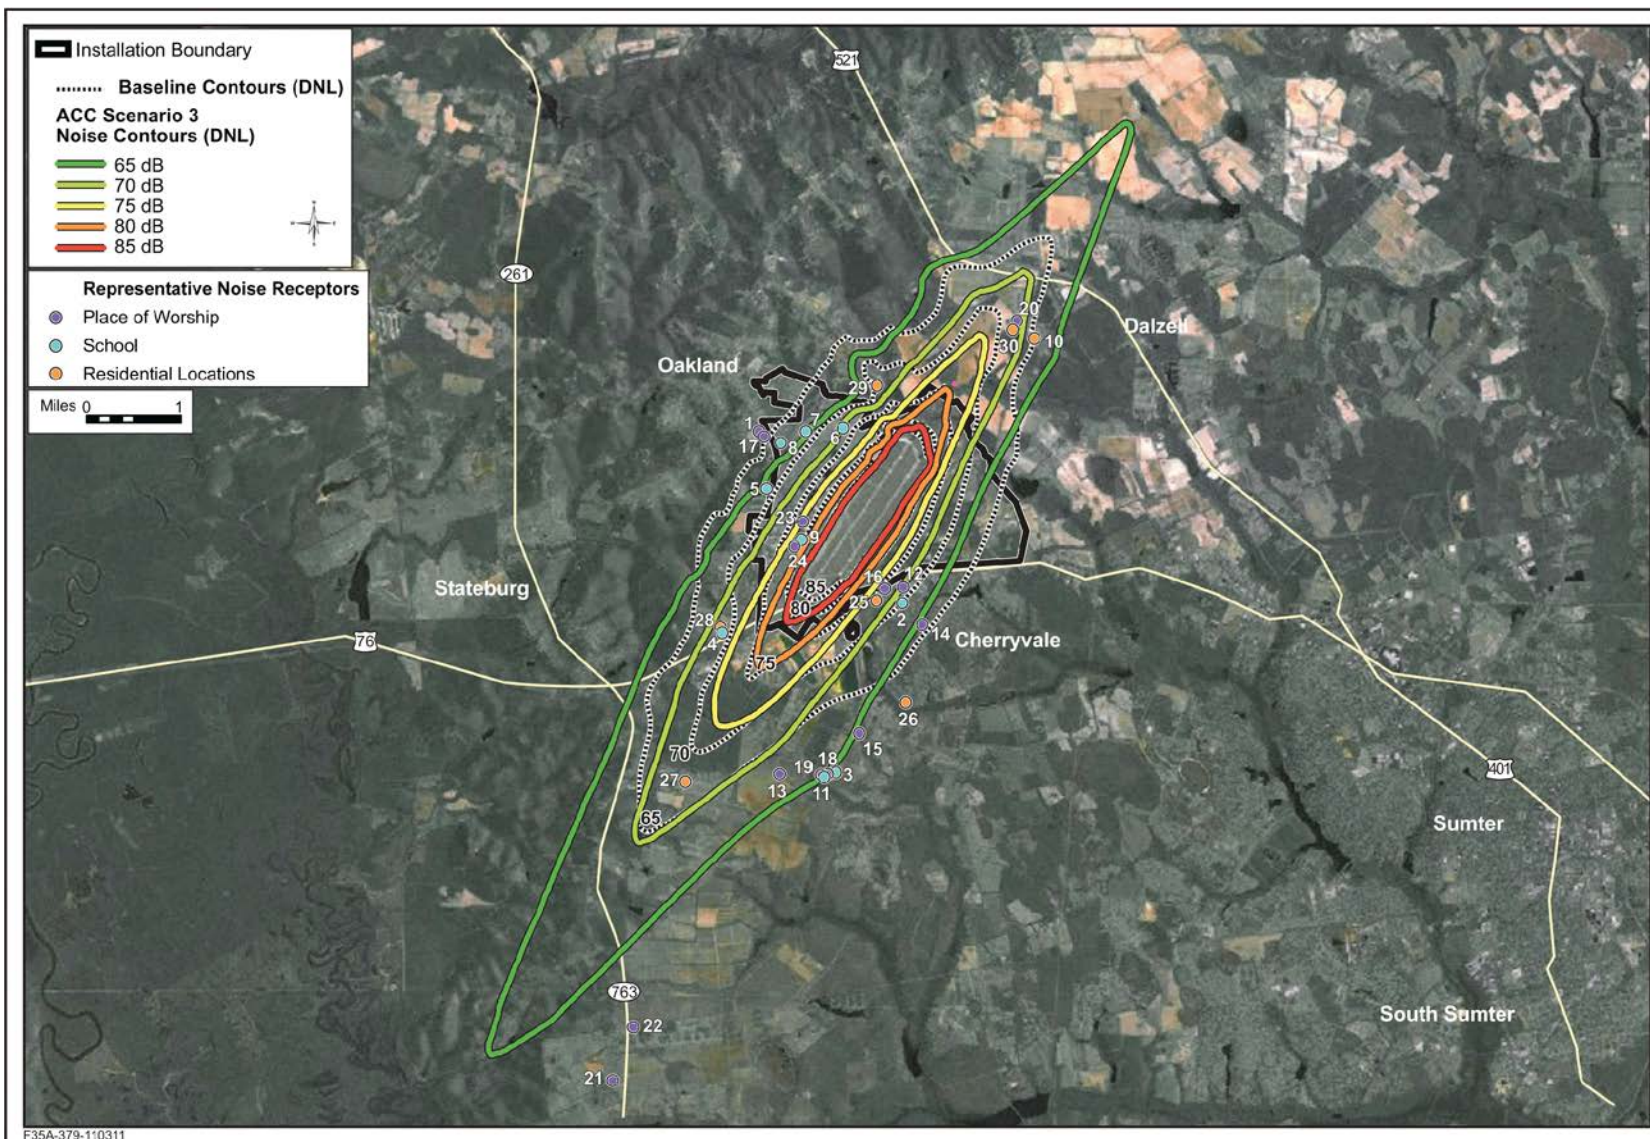 Installation Boundary
Baseline Contours (DNL)
ACC Scenario 3
Noise Contours (DNL)
65 dB
70 dB
75 dB
80 dB
85 dB
Representative Noise Receptors
Place of Worship
School
Residential Locations
Miles 0 1
521
261
20
Dalzell
30
10
Oakland
29
1
7
17
8
6
5
23
9
24
16
12
85
Stateburg
80
25
2
28
14
76
4
Cherryvale
75
26
15
70
19
18
3
401
27
13
11
65
Sumter
763
South Sumter
22
21
F35A-379-110311